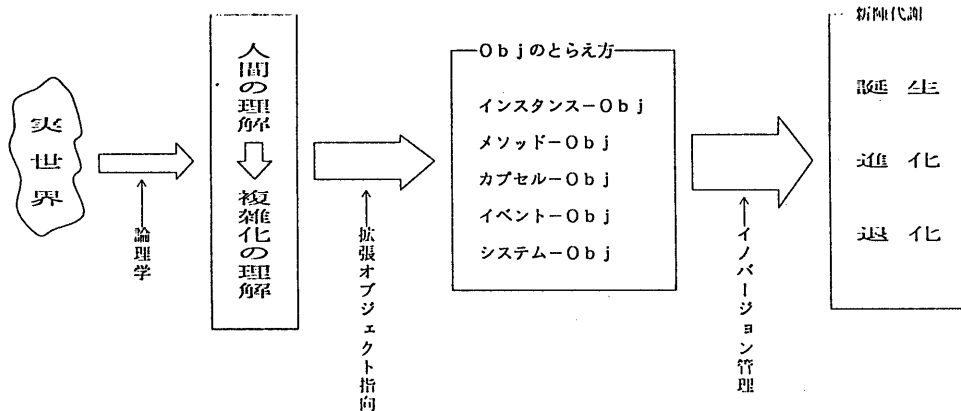 実世界
論理学
人間の理解
複雑化の理解
拡張オブジェクト指向
Objのとらえ方
インスタンスーObj
メソッドーObj
カプセルーObj
イベントーObj
システムーObj
イノバージョン管理
新陳代謝
誕生
進化
退化